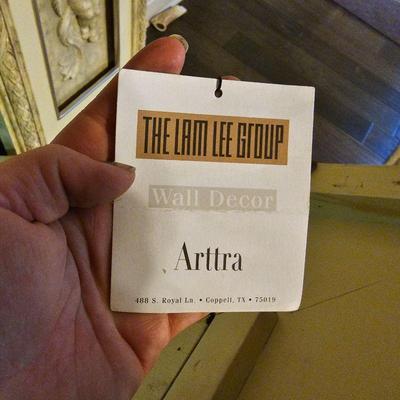 THE LAM LEE GROUP
Wall Decor
Arttra
488 S. Royal Ln. • Coppell, TX • 75019